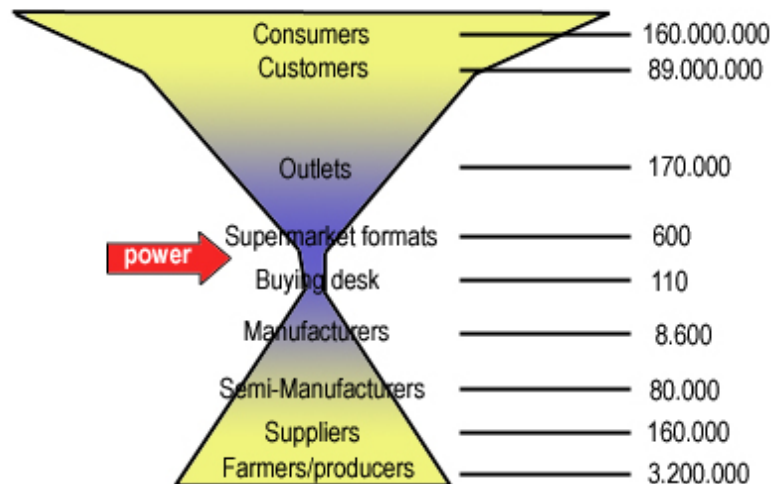 Consumers 160.000.000
Customers 89.000.000
Outlets 170.000
Supermarket formats 600
power
Buying desk 110
Manufacturers 8.600
Semi-Manufacturers 80.000
Suppliers 160.000
Farmers/producers 3.200.000